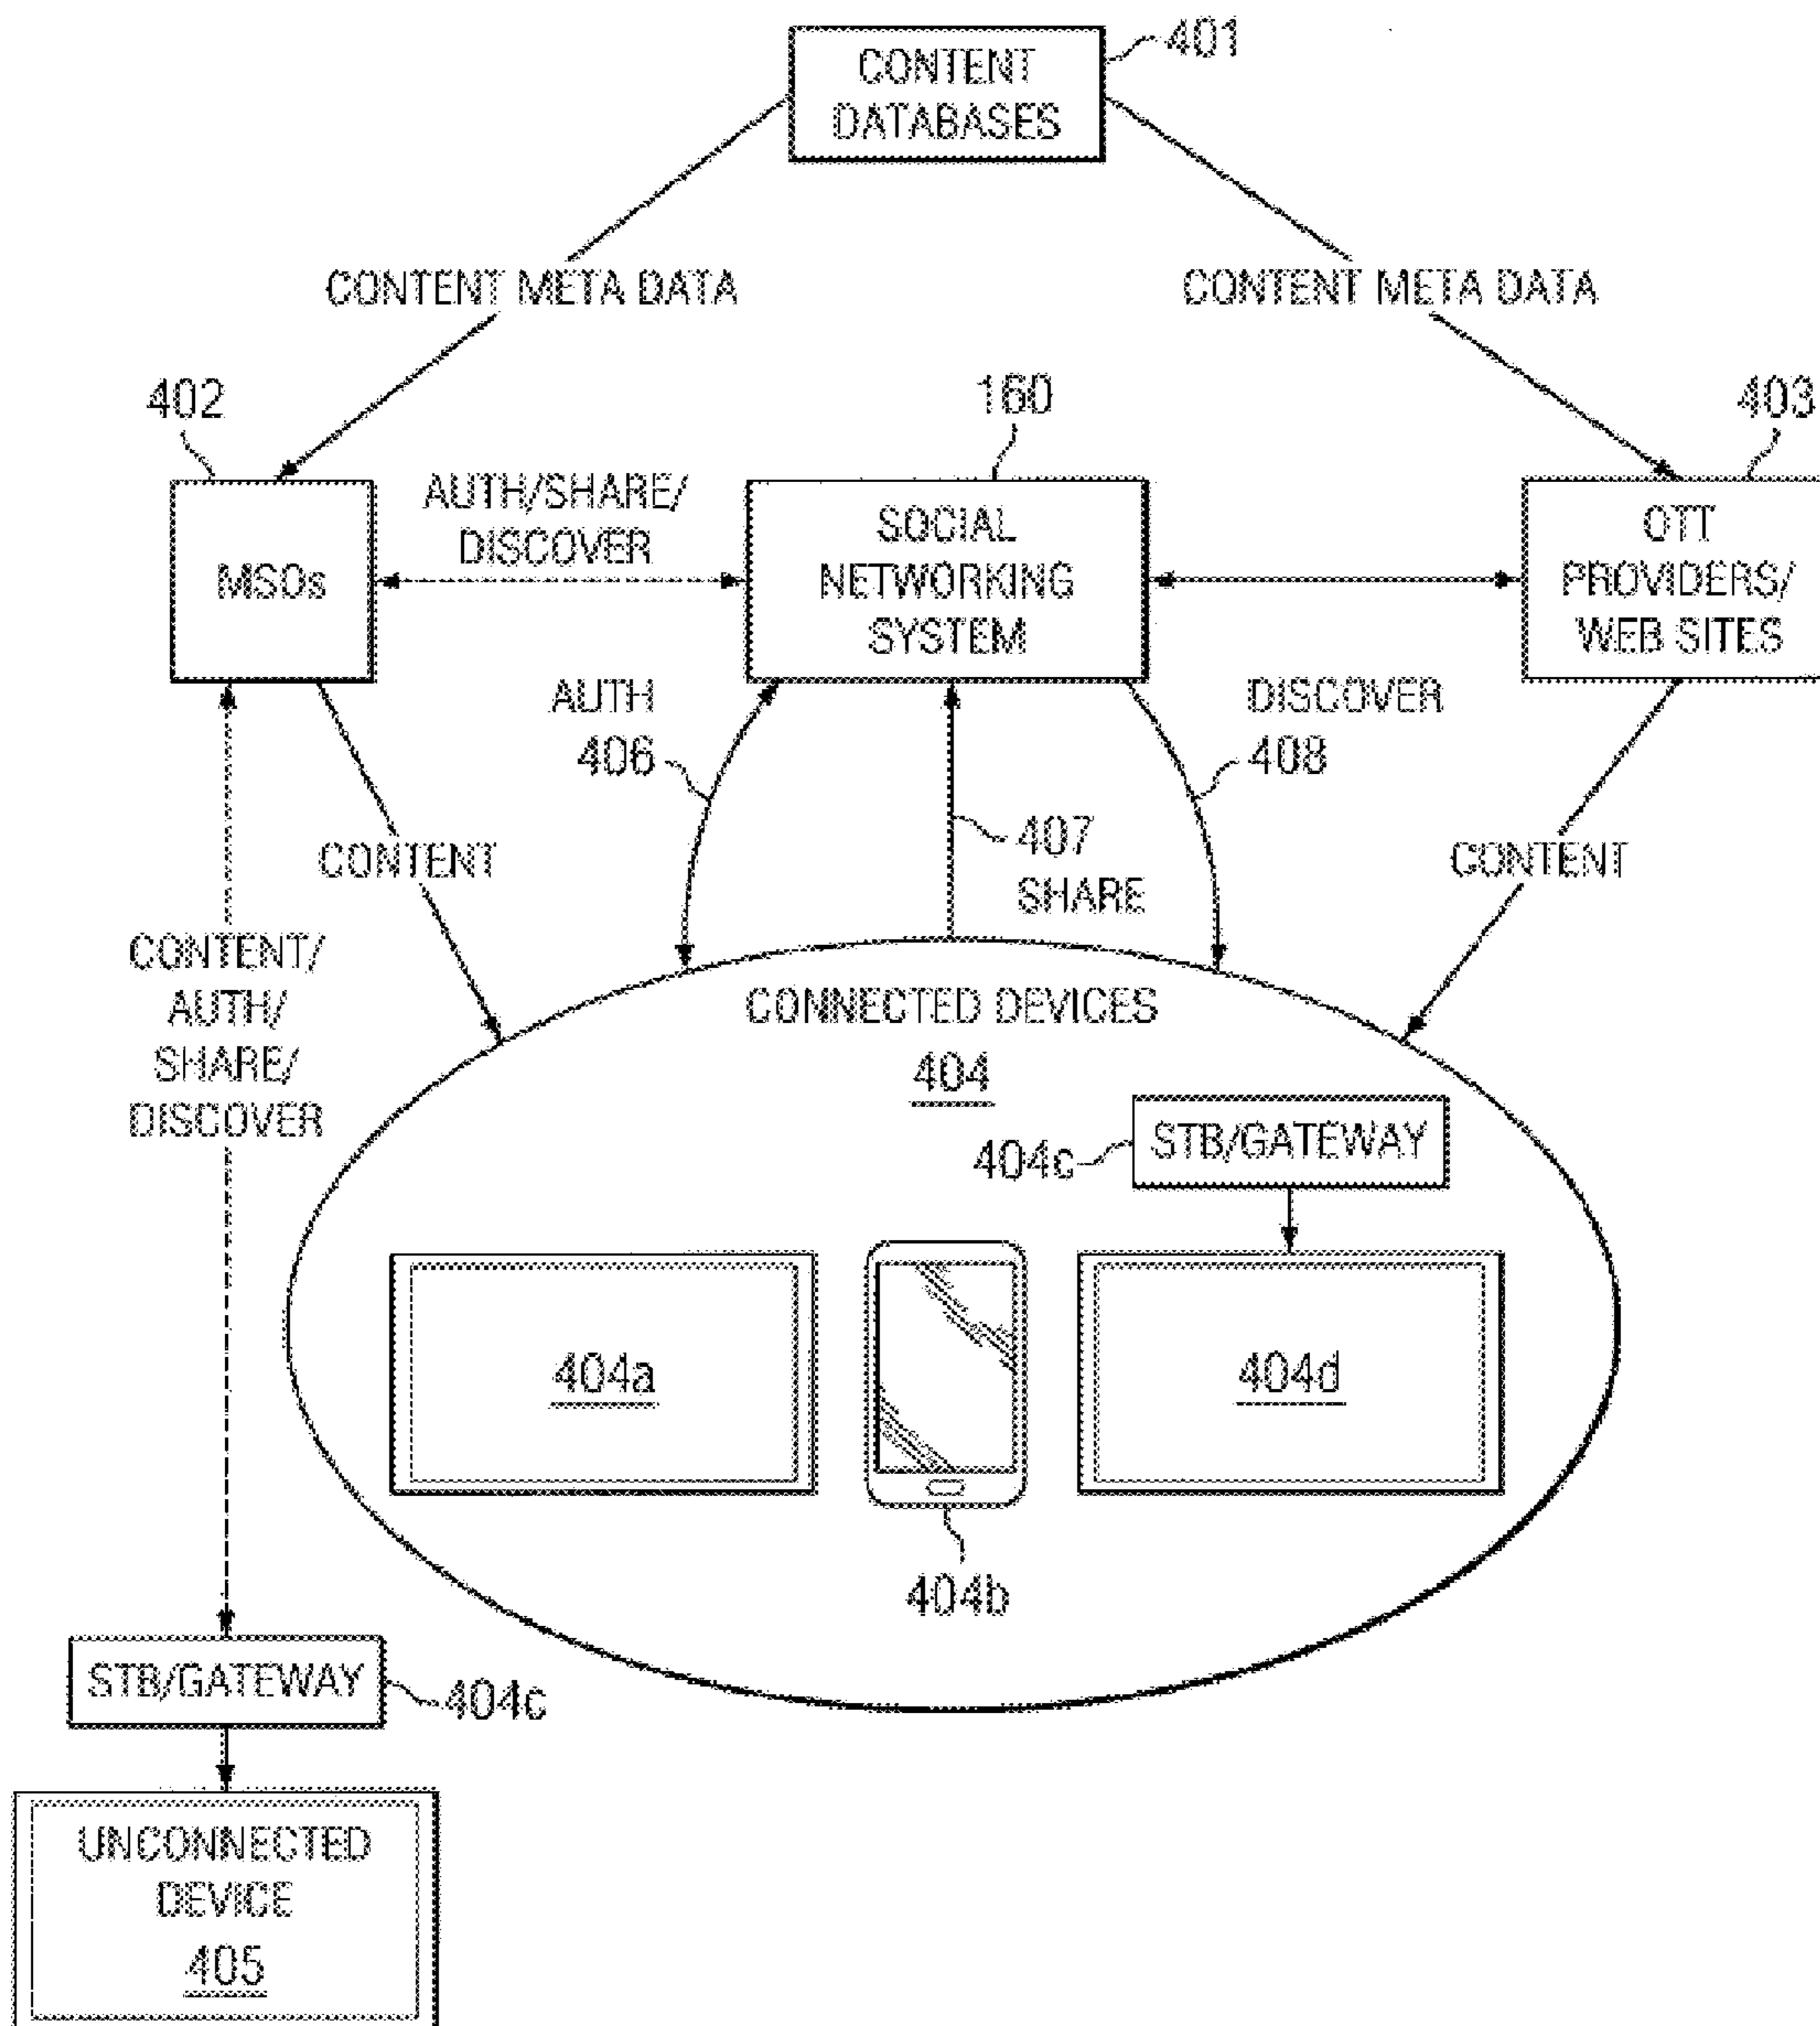 CONTENT
DATABASES
401
CONTENT META DATA
CONTENT META DATA
402
160
403
MSOs
AUTH/SHARE/
DISCOVER
SOCIAL
NETWORKING
SYSTEM
OTT
PROVIDERS/
WEB SITES
AUTH
406
DISCOVER
408
407
SHARE
CONTENT
CONTENT
CONTENT/
AUTH/
SHARE/
DISCOVER
CONNECTED DEVICES
404
404c
STB/GATEWAY
404a
404b
404d
STB/GATEWAY
404c
UNCONNECTED
DEVICE
405